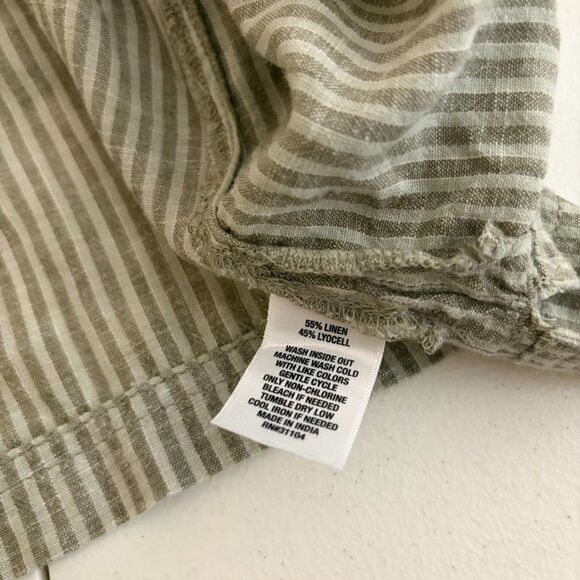 55% LINEN
45% LYOCELL
WASH INSIDE OUT
MACHINE WASH COLD
WITH LIKE COLORS
GENTLE CYCLE
ONLY NON-CHLORINE
BLEACH IF NEEDED
TUMBLE DRY LOW
COOL IRON IF NEEDED
MADE IN INDIA
RN#31104